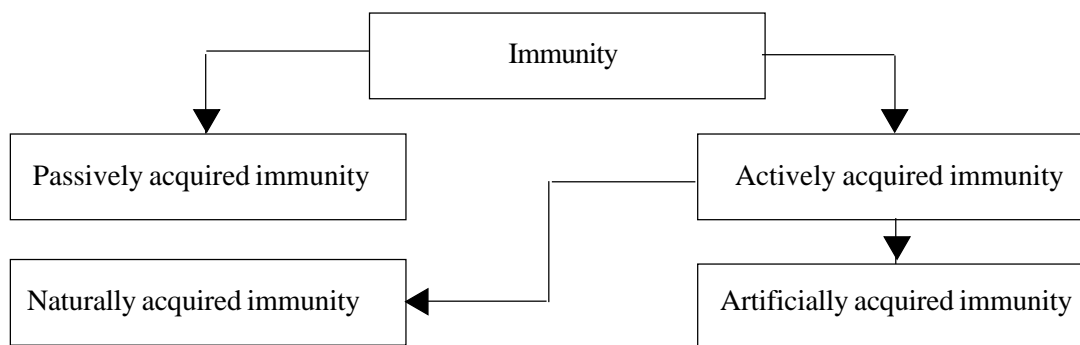 Immunity
Passively acquired immunity
Actively acquired immunity
Naturally acquired immunity
Artificially acquired immunity